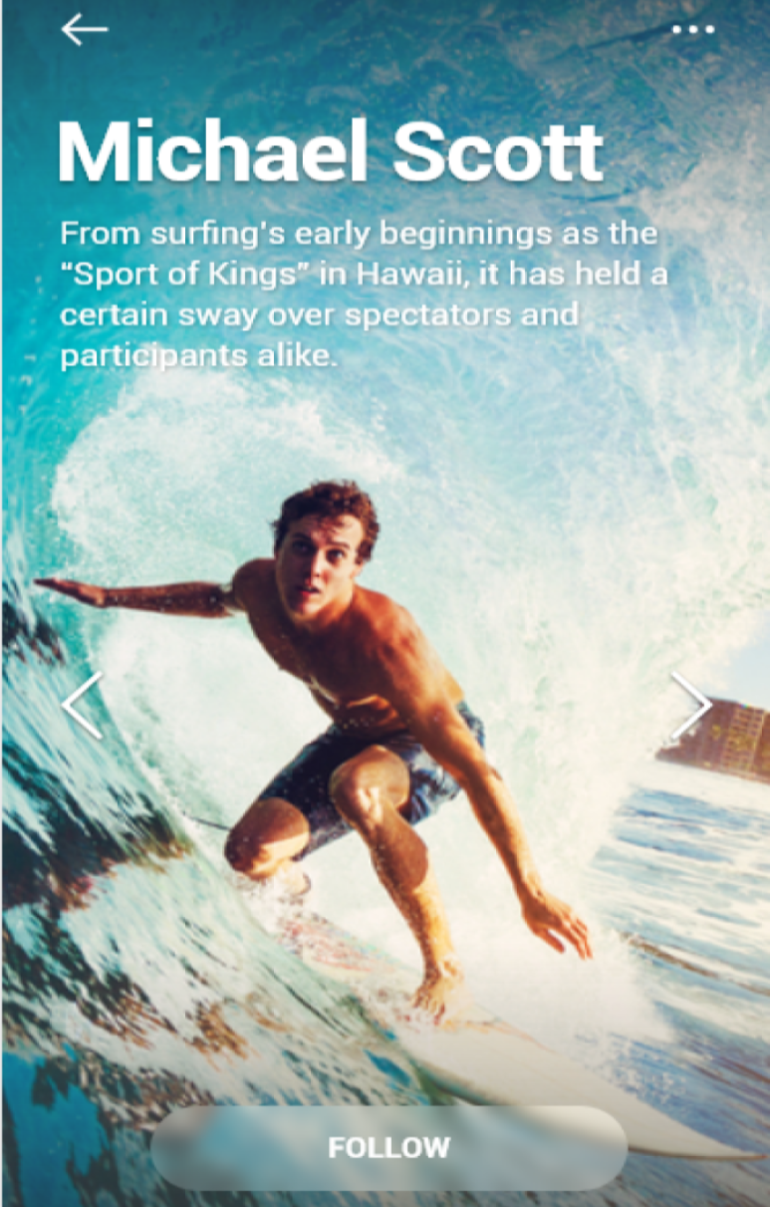 Michael Scott
From surfing's early beginnings as the
“Sport of Kings” in Hawaii, it has held a
certain sway over spectators and
participants alike.
FOLLOW